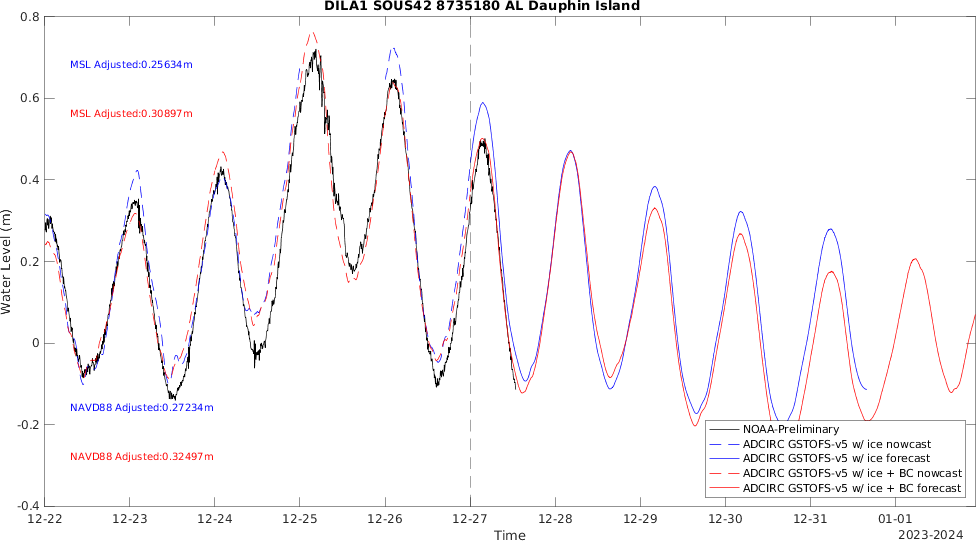 DILA1 SOUS42 8735180 AL Dauphin Island
0.8
MSL Adjusted:0.25634m
0.6
MSL Adjusted:0.30897m
0.4
0.2
0
-0.2
-0.4
Water Level (m)
NAVD88 Adjusted:0.27234m
NAVD88 Adjusted:0.32497m
NOAA-Preliminary
ADCIRC GSTOFS-v5 w/ ice nowcast
ADCIRC GSTOFS-v5 w/ ice forecast
ADCIRC GSTOFS-v5 w/ ice + BC nowcast
ADCIRC GSTOFS-v5 w/ ice + BC forecast
12-22 12-23 12-24 12-25 12-26 12-27 12-28 12-29 12-30 12-31 01-01
Time
2023-2024